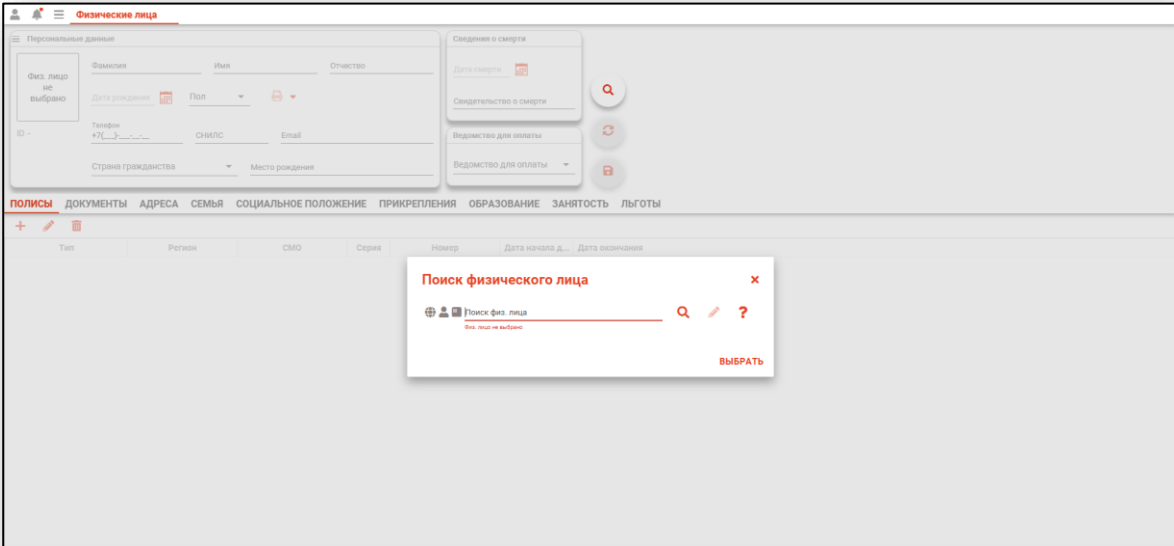 Физические лица
Персональные данные
Физ. лицо
не
выбрано
ID -
Фамилия Имя Отчество
Дата рождения Пол
Телефон
+7(___)-___-__-__ СНИЛС Email
Страна гражданства Место рождения
Сведения о смерти
Дата смерти
Свидетельство о смерти
Ведомство для оплаты
Ведомство для оплаты
ПОЛИСЫ ДОКУМЕНТЫ АДРЕСА СЕМЬЯ СОЦИАЛЬНОЕ ПОЛОЖЕНИЕ ПРИКРЕПЛЕНИЯ ОБРАЗОВАНИЕ ЗАНЯТОСТЬ ЛЬГОТЫ
Тип Регион СМО Серия Номер Дата начала д... Дата окончания
Поиск физического лица
Поиск физ. лица
Физ. лицо не выбрано
ВЫБРАТЬ